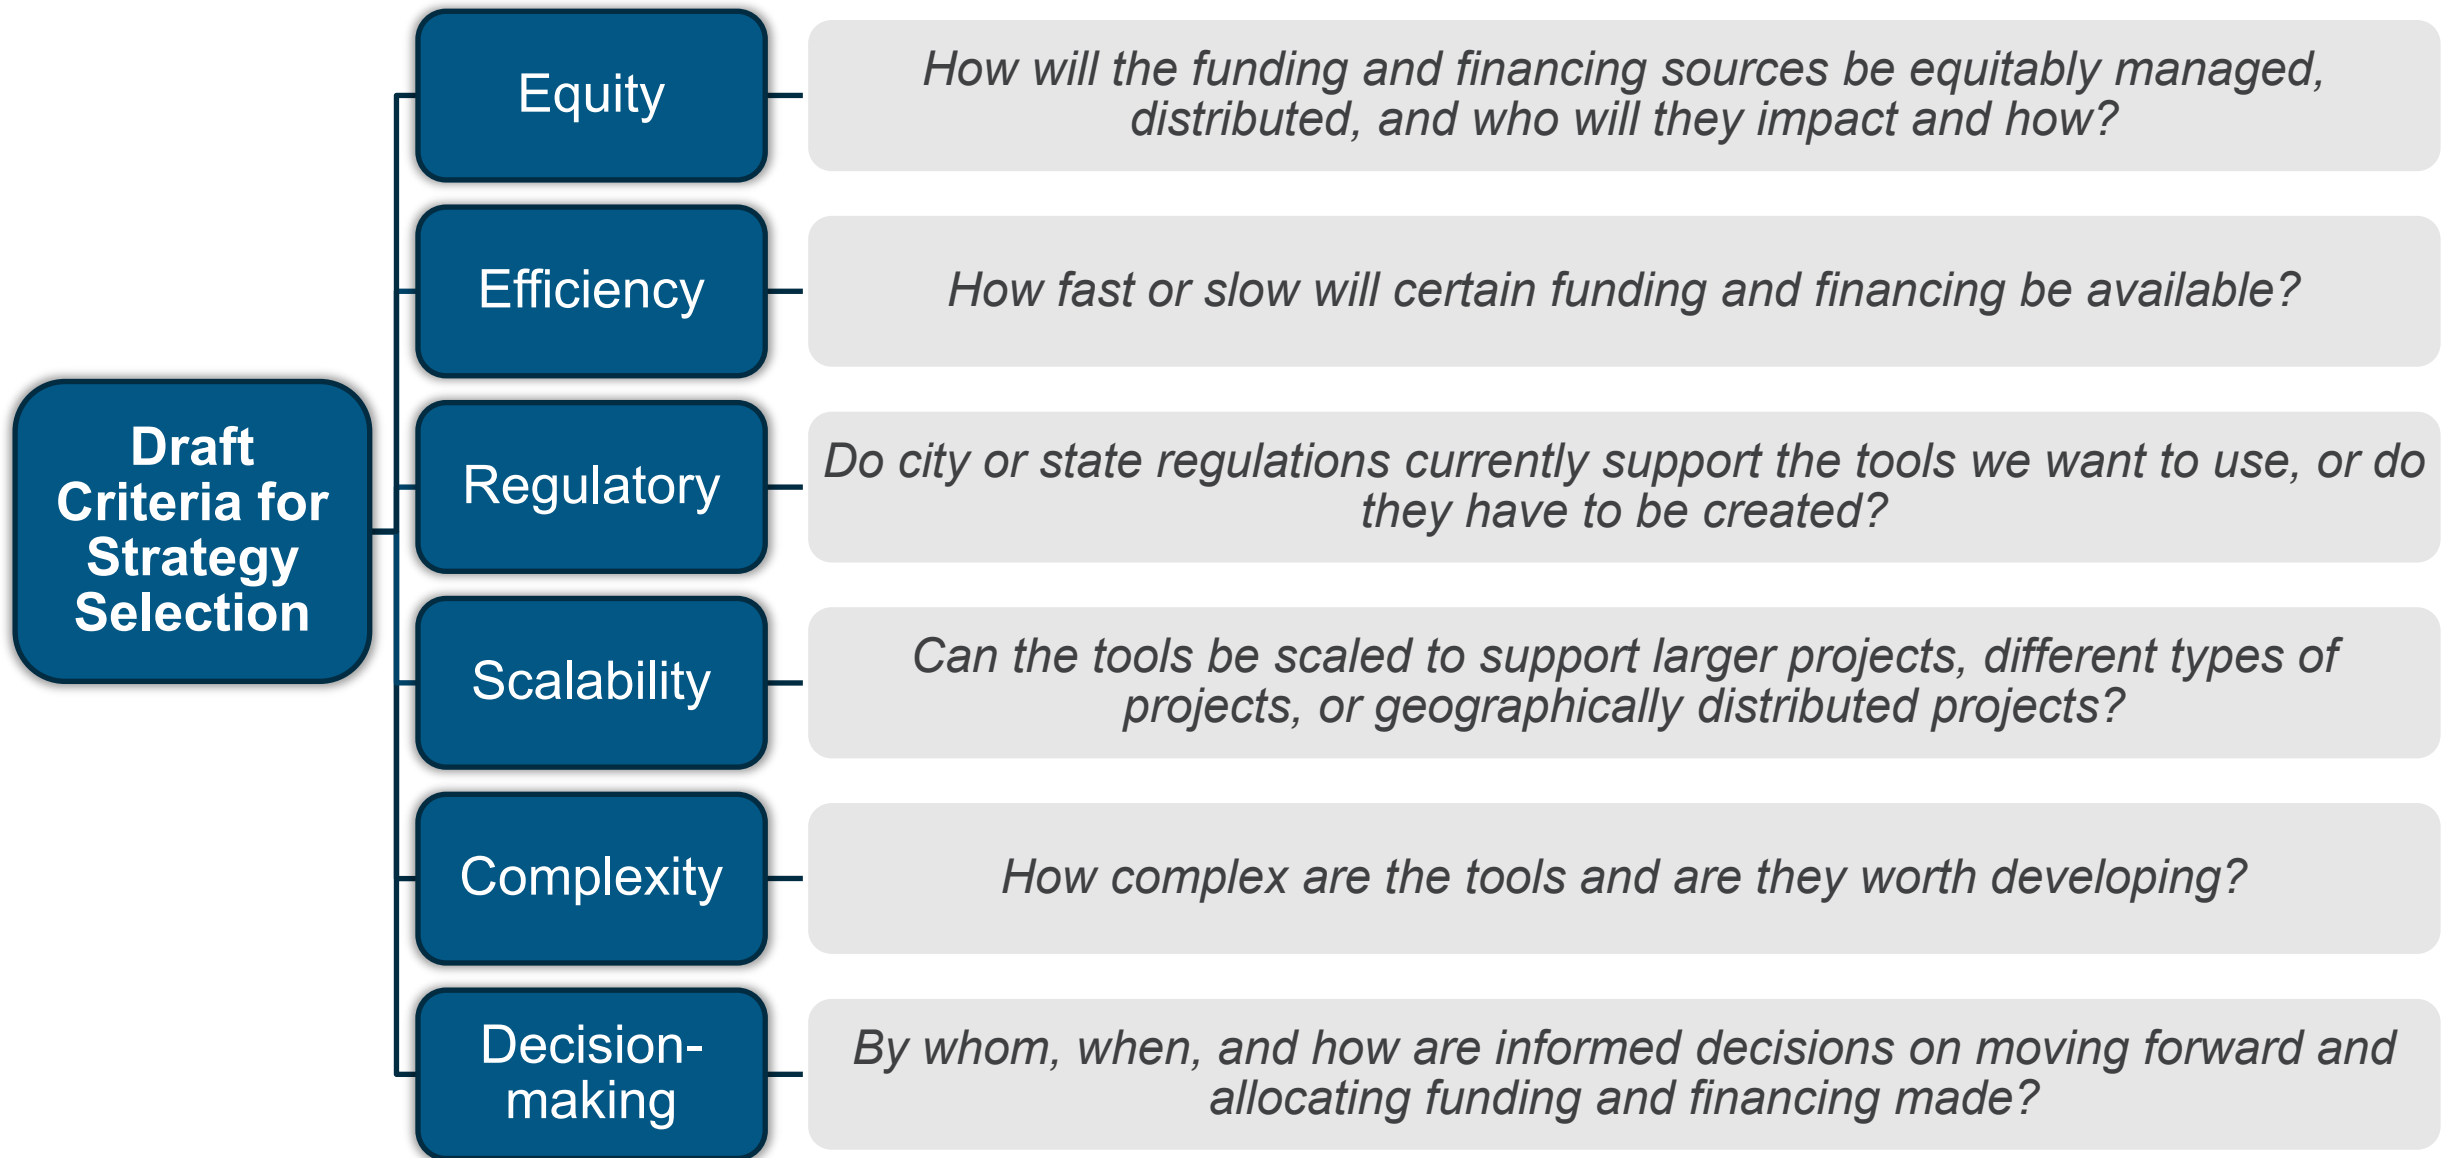 Draft
Criteria for
Strategy
Selection
Equity
How will the funding and financing sources be equitably managed,
distributed, and who will they impact and how?
Efficiency
How fast or slow will certain funding and financing be available?
Regulatory
Do city or state regulations currently support the tools we want to use, or do
they have to be created?
Scalability
Can the tools be scaled to support larger projects, different types of
projects, or geographically distributed projects?
Complexity
How complex are the tools and are they worth developing?
Decision-
making
By whom, when, and how are informed decisions on moving forward and
allocating funding and financing made?